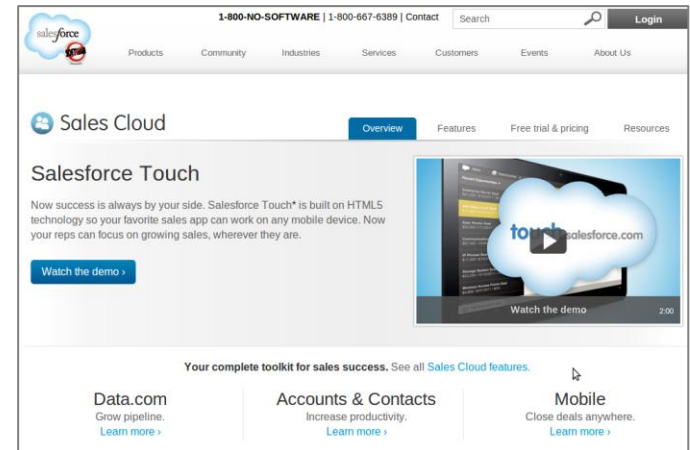 1-800-NO-SOFTWARE | 1-800-667-6389 | Contact
Search
Login
salesforce
SOFTWARE
Products
Community
Industries
Services
Customers
Events
About Us
Sales Cloud
Overview
Features
Free trial & pricing
Resources
Salesforce Touch
Now success is always by your side. Salesforce Touch* is built on HTML5
technology so your favorite sales app can work on any mobile device. Now
your reps can focus on growing sales, wherever they are.
Watch the demo ›
touch.salesforce.com
Watch the demo
2:00
Your complete toolkit for sales success. See all Sales Cloud features.
Data.com
Grow pipeline.
Learn more ›
Accounts & Contacts
Increase productivity.
Learn more ›
Mobile
Close deals anywhere.
Learn more ›